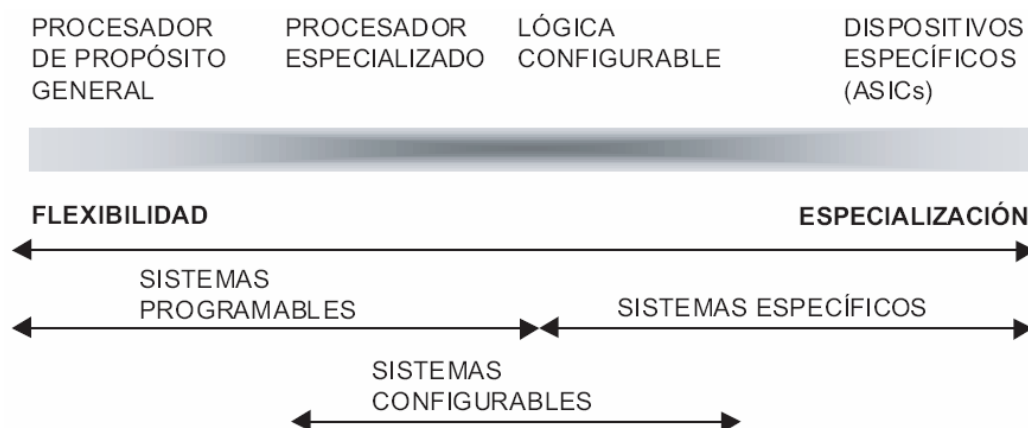 PROCESADOR
DE PROPÓSITO
GENERAL
PROCESADOR
ESPECIALIZADO
LÓGICA
CONFIGURABLE
DISPOSITIVOS
ESPECÍFICOS
(ASICs)
FLEXIBILIDAD
ESPECIALIZACIÓN
SISTEMAS
PROGRAMABLES
SISTEMAS ESPECÍFICOS
SISTEMAS
CONFIGURABLES